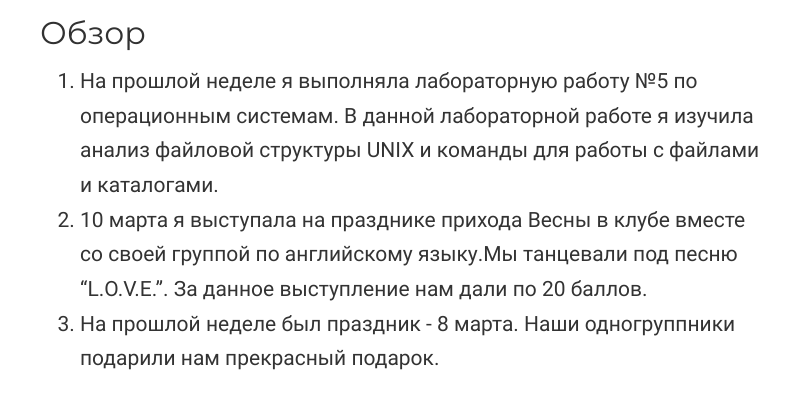 Обзор
1. На прошлой неделе я выполняла лабораторную работу №5 по
операционным системам. В данной лабораторной работе я изучила
анализ файловой структуры UNIX и команды для работы с файлами
и каталогами.
2. 10 марта я выступала на празднике прихода Весны в клубе вместе
со своей группой по английскому языку.Мы танцевали под песню
“L.O.V.E.”. За данное выступление нам дали по 20 баллов.
3. На прошлой неделе был праздник - 8 марта. Наши одногруппники
подарили нам прекрасный подарок.